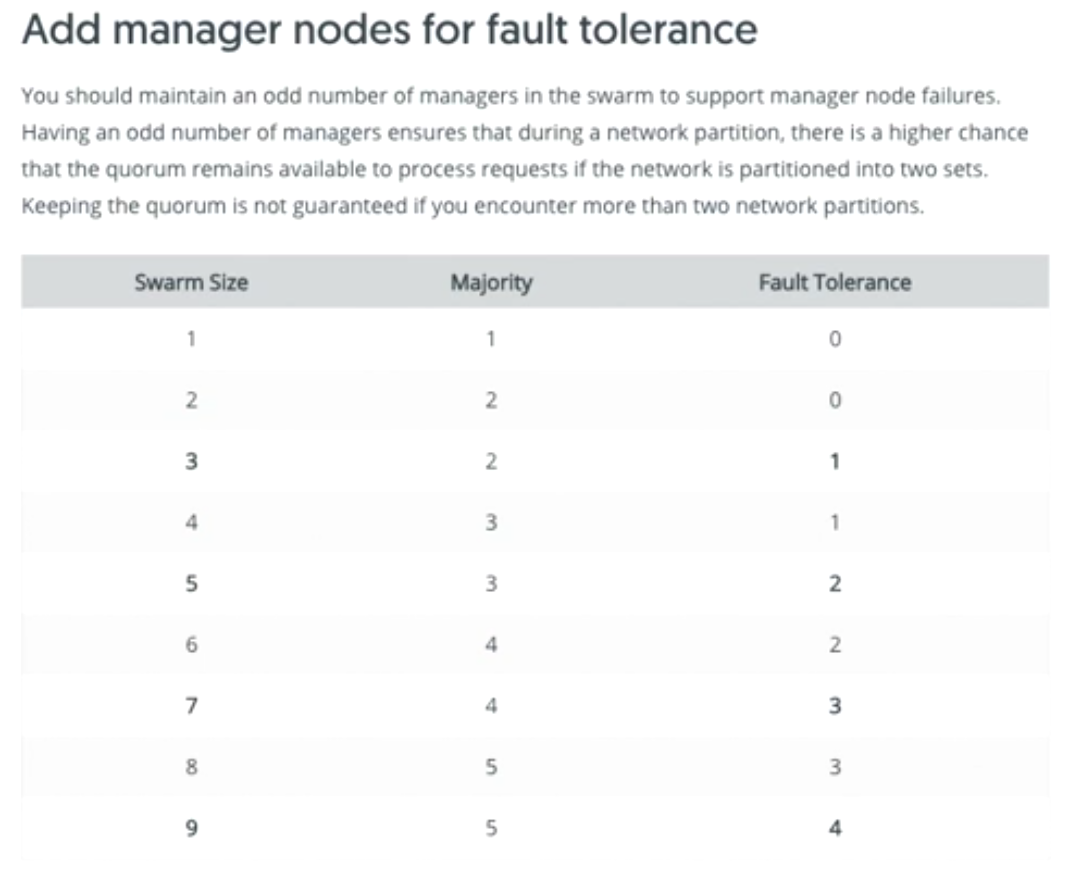 Add manager nodes for fault tolerance
You should maintain an odd number of managers in the swarm to support manager node failures.
Having an odd number of managers ensures that during a network partition, there is a higher chance
that the quorum remains available to process requests if the network is partitioned into two sets.
Keeping the quorum is not guaranteed if you encounter more than two network partitions.
Swarm Size Majority Fault Tolerance
1 1 0
2 2 0
3 2 1
4 3 1
5 3 2
6 4 2
7 4 3
8 5 3
9 5 4